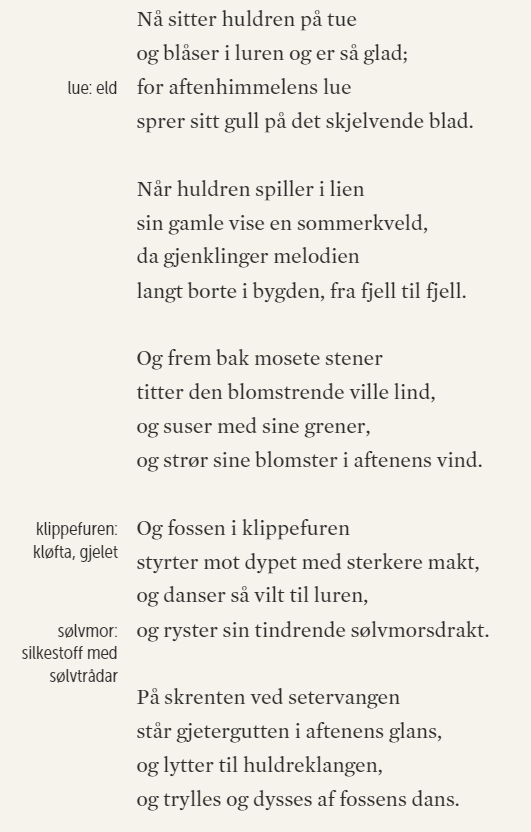 Nå sitter huldren på tue
og blåser i luren og er så glad;
lue: eld
for aftenhimmelens lue
sprer sitt gull på det skjelvende blad.

Når huldren spiller i lien
sin gamle vise en sommerkveld,
da gjenklinger melodien
langt borte i bygden, fra fjell til fjell.

Og frem bak mosete stener
titter den blomstrende ville lind,
og suser med sine grener,
og strør sine blomster i aftenens vind.

klippefuren:
kløfta, gjelet
Og fossen i klippefuren
styrter mot dypet med sterkere makt,
og danser så vilt til luren,
sølvmor:
silkestoff med
sølvtrådar
og ryster sin tindrende sølvmorsdrakt.

På skrenten ved setervangen
står gjetergutten i aftenens glans,
og lytter til huldreklangen,
og trylles og dysses af fossens dans.